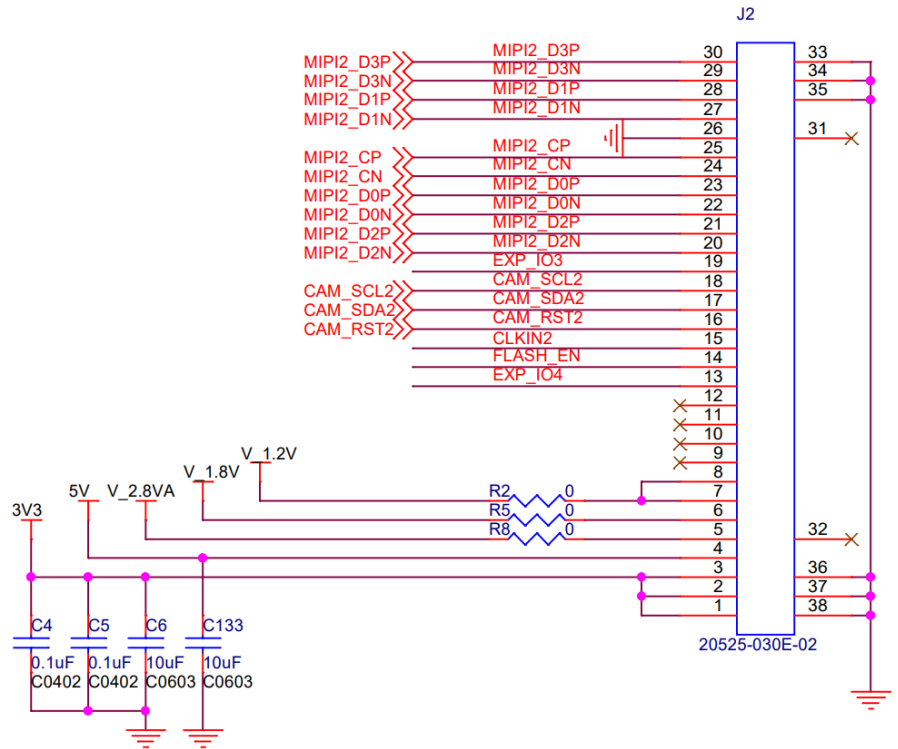 J2
MIPI2_D3P MIPI2_D3P 30 33
MIPI2_D3N MIPI2_D3N 29 34
MIPI2_D1P MIPI2_D1P 28 35
MIPI2_D1N MIPI2_D1N 27
26 31
MIPI2_CP MIPI2_CP 25
MIPI2_CN MIPI2_CN 24
MIPI2_D0P MIPI2_D0P 23
MIPI2_D0N MIPI2_D0N 22
MIPI2_D2P MIPI2_D2P 21
MIPI2_D2N MIPI2_D2N 20
EXP_IO3 19
CAM_SCL2 CAM_SCL2 18
CAM_SDA2 CAM_SDA2 17
CAM_RST2 CAM_RST2 16
CLKIN2 15
FLASH_EN 14
EXP_IO4 13
12
11
10
9
V_1.2V 8
V_1.8V R2 0 7
5V V_2.8VA R5 0 6
3V3 R8 0 5 32
4
3 36
2 37
1 38
C4 C5 C6 C133
20525-030E-02
0.1uF 0.1uF 10uF 10uF
C0402 C0402 C0603 C0603